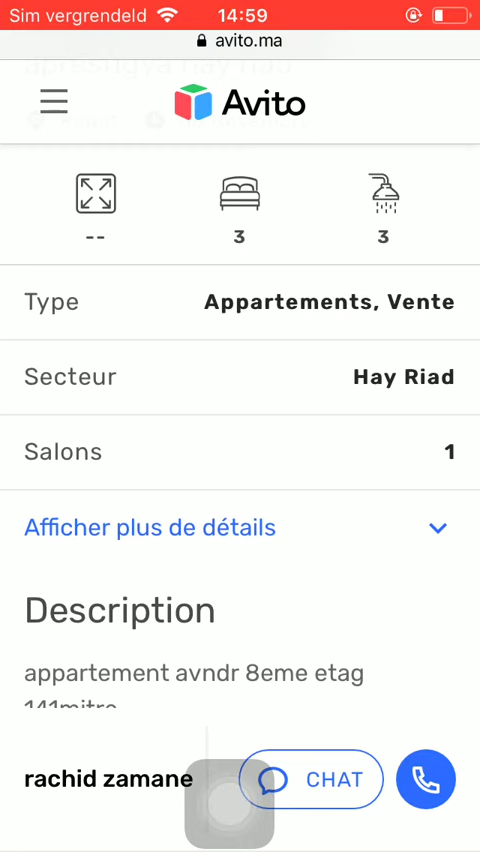 Sim vergrendeld 14:59
avito.ma
Avito
-- 3 3
Type Appartements, Vente
Secteur Hay Riad
Salons 1
Afficher plus de détails
Description
appartement avndr 8eme etag
141mitre
rachid zamane CHAT